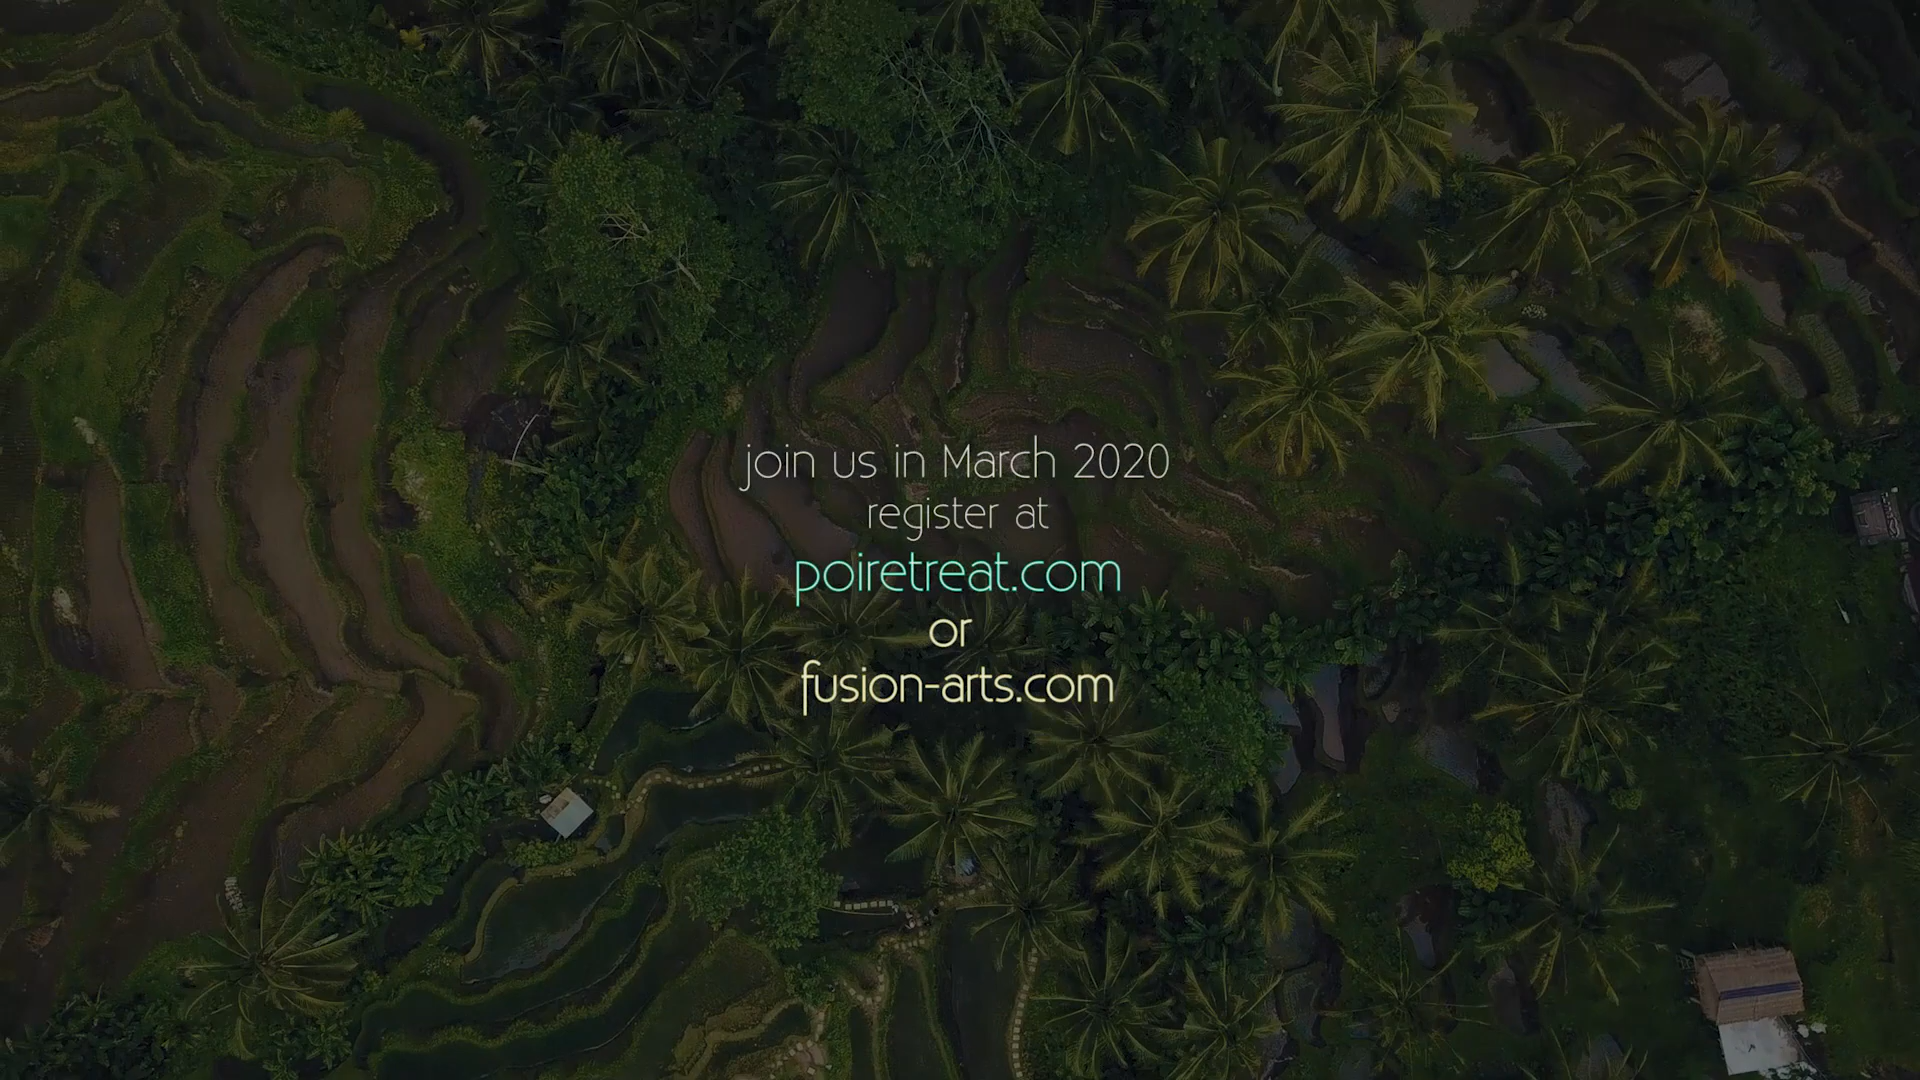 join us in March 2020
register at
poiretreat.com
or
fusion-arts.com